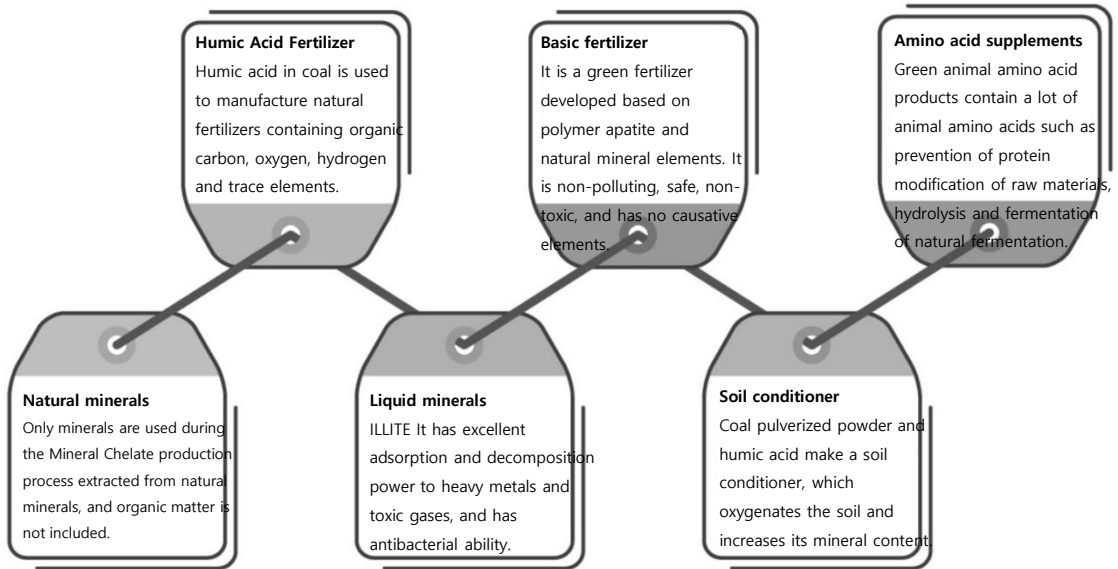 Humic Acid Fertilizer
Humic acid in coal is used
to manufacture natural
fertilizers containing organic
carbon, oxygen, hydrogen
and trace elements.
Basic fertilizer
It is a green fertilizer
developed based on
polymer apatite and
natural mineral elements. It
is non-polluting, safe, non-
toxic, and has no causative
elements.
Amino acid supplements
Green animal amino acid
products contain a lot of
animal amino acids such as
prevention of protein
modification of raw materials,
hydrolysis and fermentation
of natural fermentation.
Natural minerals
Only minerals are used during
the Mineral Chelate production
process extracted from natural
minerals, and organic matter is
not included.
Liquid minerals
ILLITE It has excellent
adsorption and decomposition
power to heavy metals and
toxic gases, and has
antibacterial ability.
Soil conditioner
Coal pulverized powder and
humic acid make a soil
conditioner, which
oxygenates the soil and
increases its mineral content.